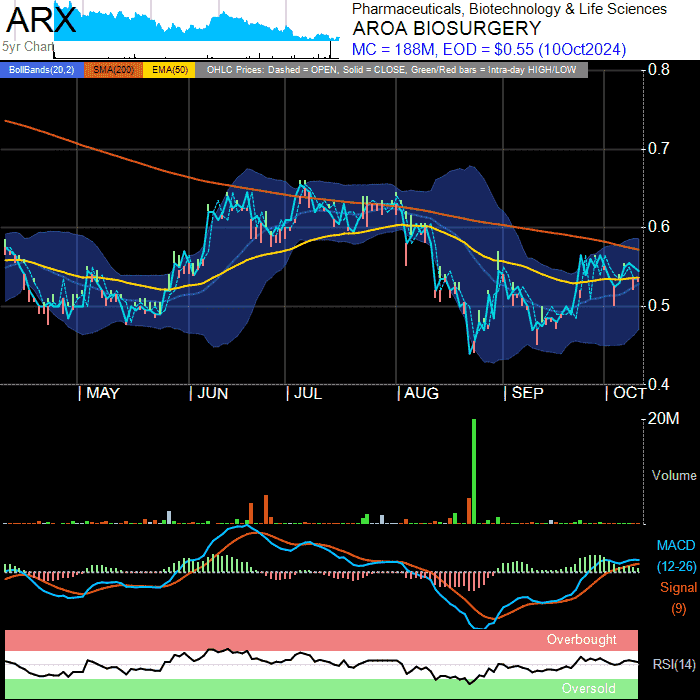 ARX
5yr Chart
Pharmaceuticals, Biotechnology & Life Sciences
AROA BIOSURGERY
MC = 188M, EOD = $0.55 (10Oct2024)
BollBands(20,2) SMA(200) EMA(50) OHLC Prices: Dashed = OPEN, Solid = CLOSE, Green/Red bars = Intra-day HIGH/LOW
0.8
0.7
0.6
0.5
0.4
| MAY | JUN | JUL | AUG | SEP | OCT
20M
Volume
MACD
(12-26)
Signal
(9)
Overbought
RSI(14)
Oversold